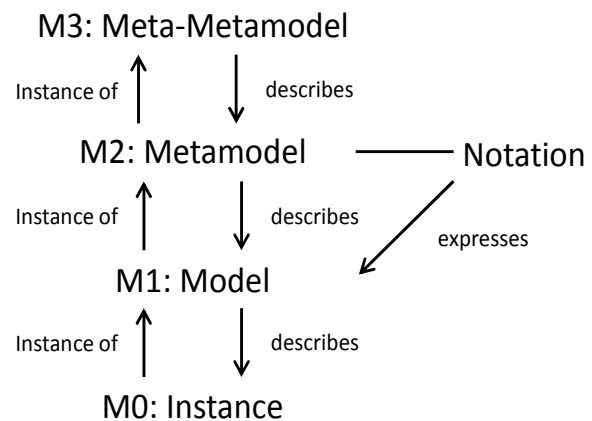 M3: Meta-Metamodel
Instance of
describes
M2: Metamodel
Notation
Instance of
describes
expresses
M1: Model
Instance of
describes
M0: Instance